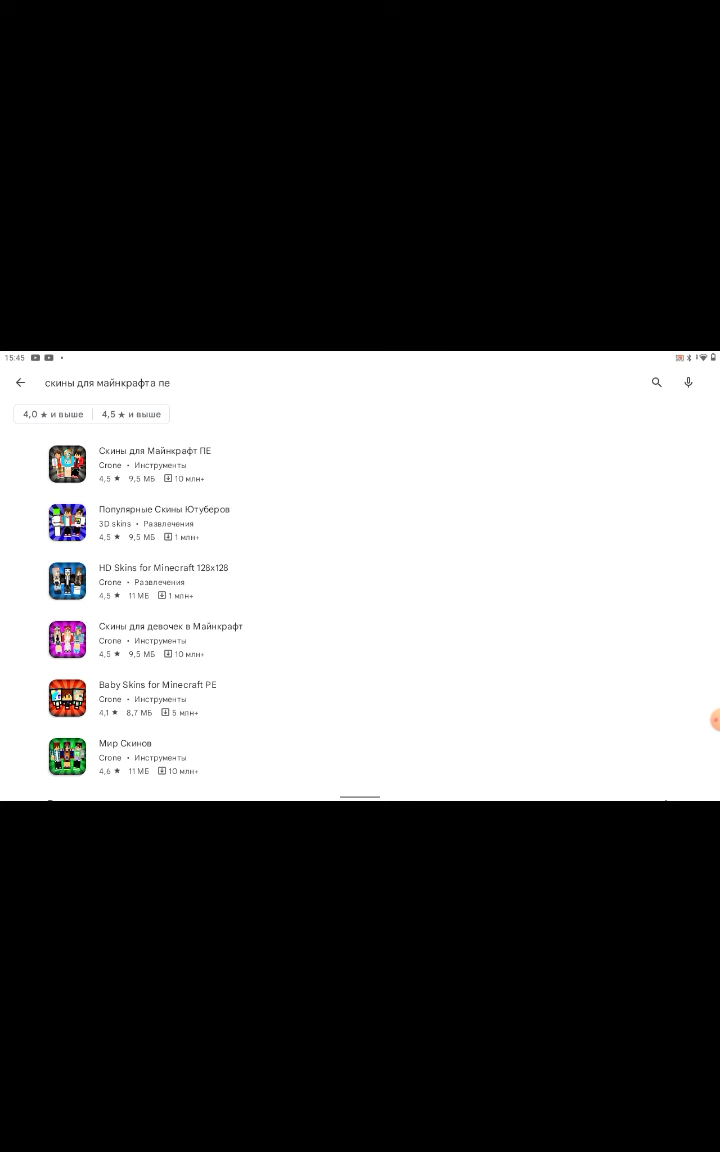 15:45
скины для майнкрафта пе
4,0 ★ и выше 4,5 ★ и выше
Скины для Майнкрафт ПЕ
Crone • Инструменты
4,5 ★ 9,5 МБ 10 млн+
Популярные Скины Ютуберов
3D skins • Развлечения
4,5 ★ 9,5 МБ 1 млн+
HD Skins for Minecraft 128x128
Crone • Развлечения
4,5 ★ 11 МБ 1 млн+
Скины для девочек в Майнкрафт
Crone • Инструменты
4,5 ★ 9,5 МБ 10 млн+
Baby Skins for Minecraft PE
Crone • Инструменты
4,1 ★ 8,7 МБ 5 млн+
Мир Скинов
Crone • Инструменты
4,6 ★ 11 МБ 10 млн+